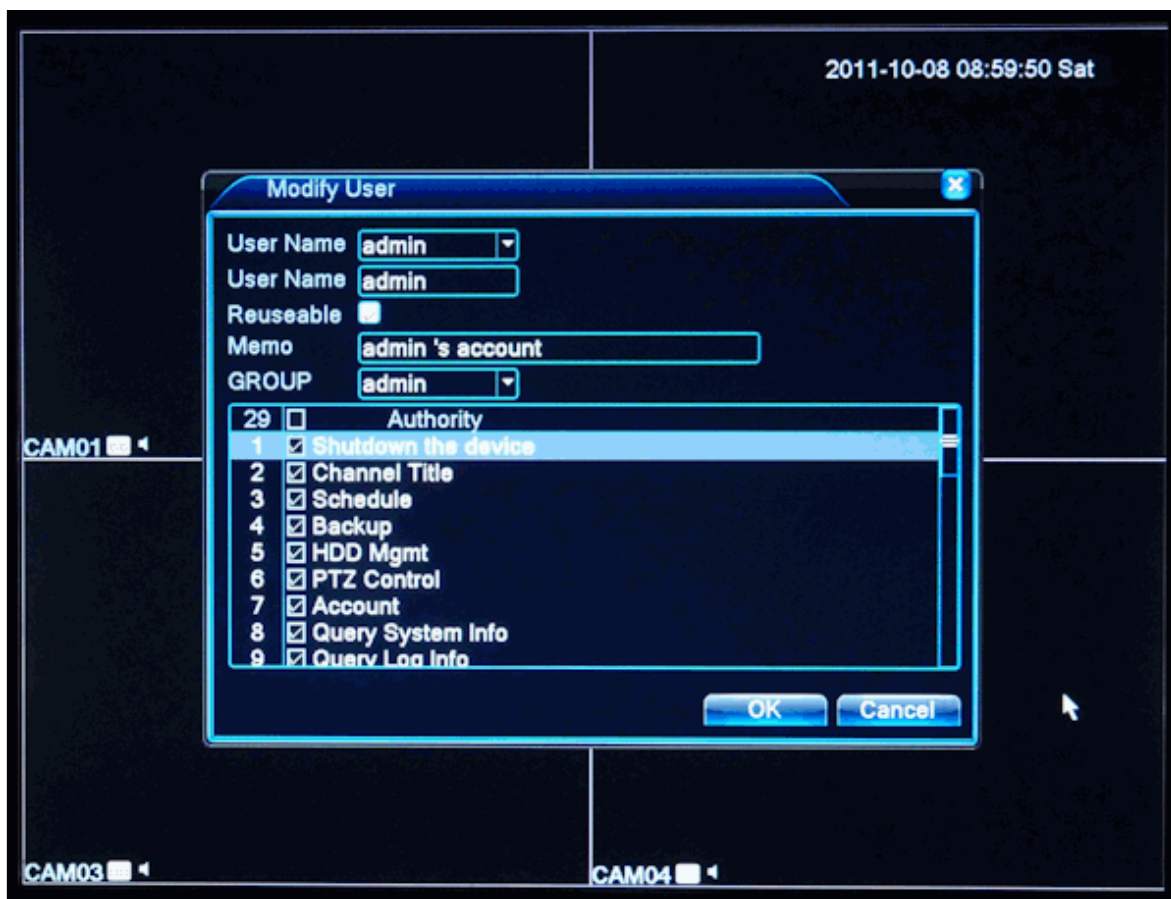 2011-10-08 08:59:50 Sat
Modify User
User Name admin
User Name admin
Reuseable
Memo admin 's account
GROUP admin
29 Authority
1 Shutdown the device
2 Channel Title
3 Schedule
4 Backup
5 HDD Mgmt
6 PTZ Control
7 Account
8 Query System Info
9 Query Log Info
OK Cancel
CAM01
CAM03
CAM04